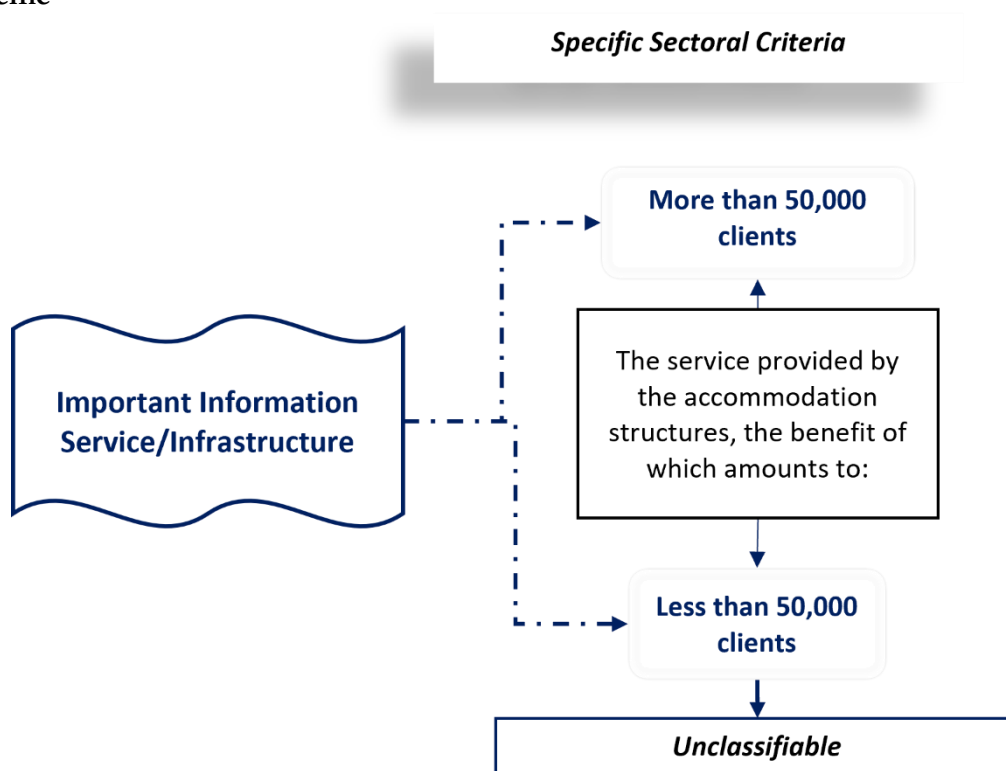 Specific Sectoral Criteria
More than 50,000
clients
Important Information
Service/Infrastructure
The service provided by
the accommodation
structures, the benefit of
which amounts to:
Less than 50,000
clients
Unclassifiable